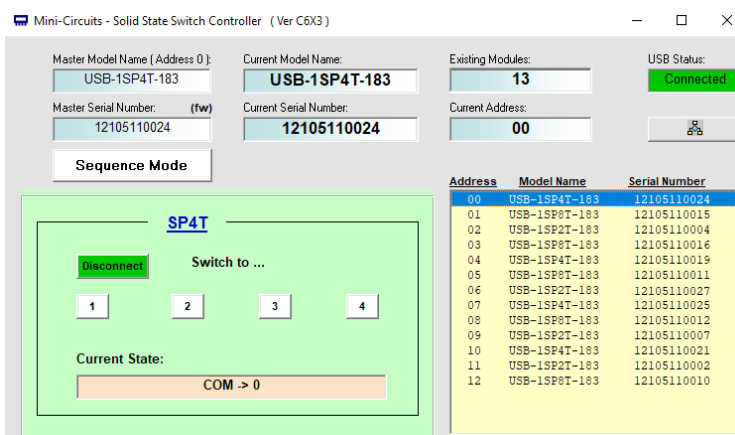 Mini-Circuits - Solid State Switch Controller ( Ver C6X3 )
Master Model Name ( Address 0 ): Current Model Name: Existing Modules: USB Status:
USB-1SP4T-183 USB-1SP4T-183 13 Connected
Master Serial Number: (fw) Current Serial Number: Current Address:
12105110024 12105110024 00
Sequence Mode
Address Model Name Serial Number
00 USB-1SP4T-183 12105110024
01 USB-1SP8T-183 12105110015
02 USB-1SP2T-183 12105110004
03 USB-1SP8T-183 12105110016
04 USB-1SP4T-183 12105110019
05 USB-1SP8T-183 12105110011
06 USB-1SP2T-183 12105110027
07 USB-1SP4T-183 12105110025
08 USB-1SP8T-183 12105110012
09 USB-1SP2T-183 12105110007
10 USB-1SP4T-183 12105110021
11 USB-1SP2T-183 12105110002
12 USB-1SP8T-183 12105110010
SP4T
Disconnect Switch to ...
1 2 3 4
Current State:
COM -> 0